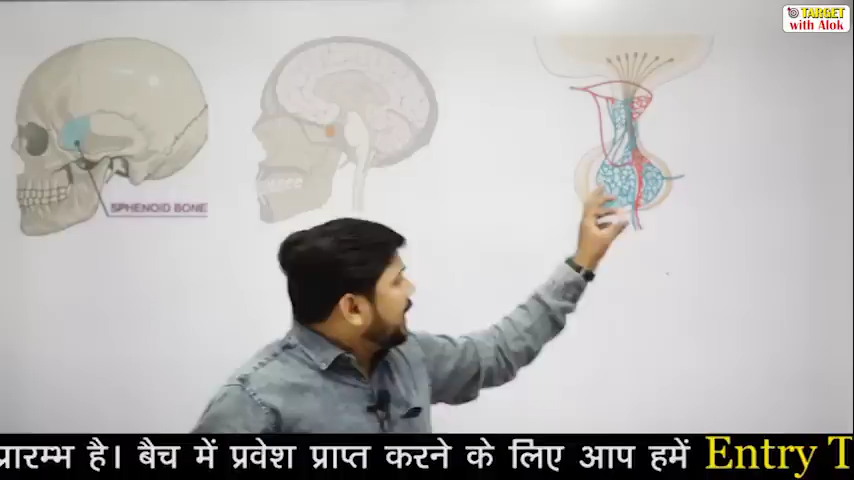 TARGET
with Alok
SPHENOID BONE
प्रारम्भ है। बैच में प्रवेश प्राप्त करने के लिए आप हमें Entry T